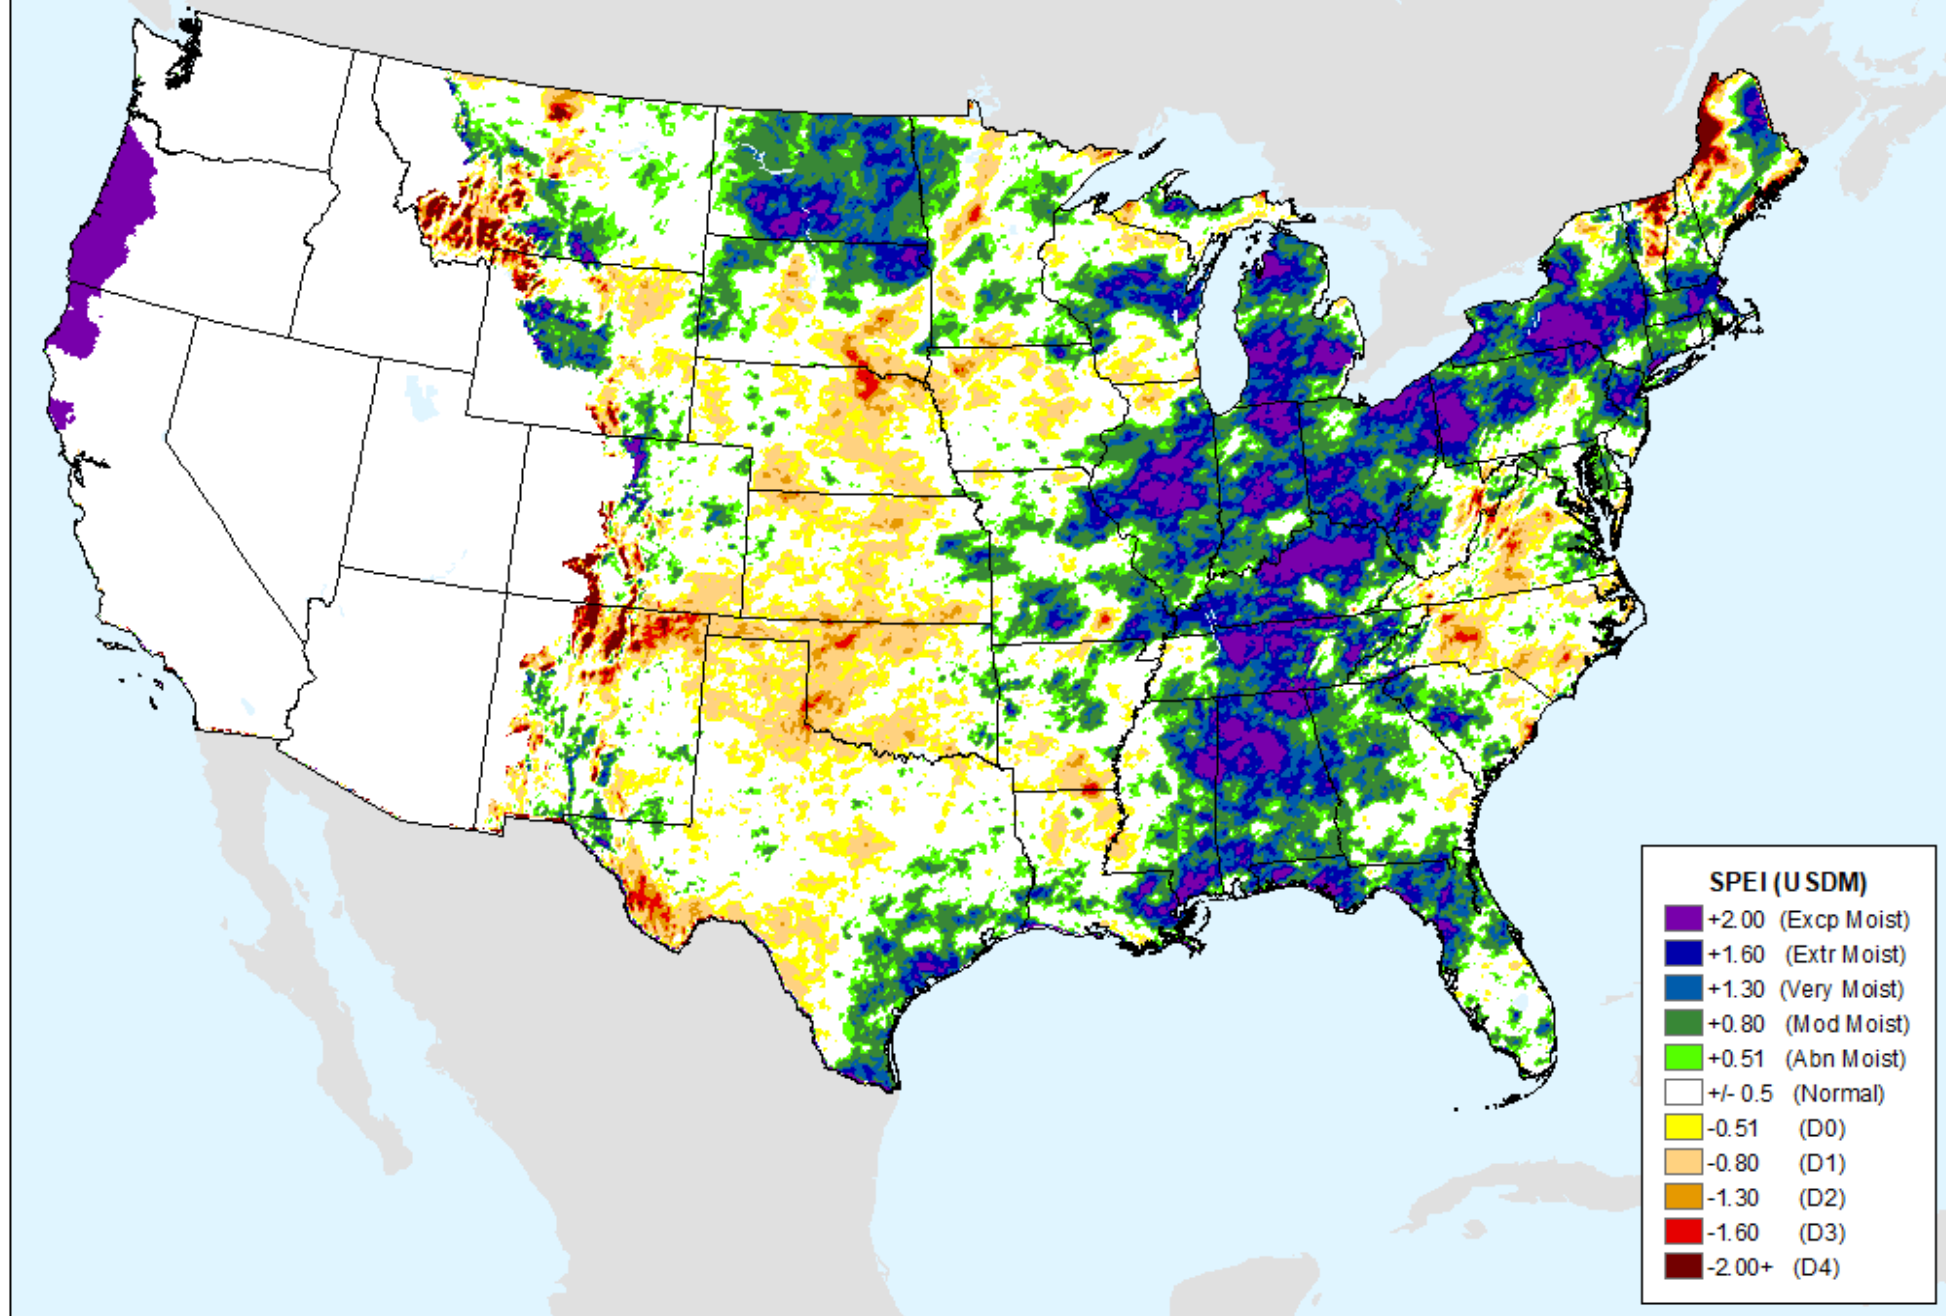 SPEI (USDM)
+2.00 (Excp Moist)
+1.60 (Extr Moist)
+1.30 (Very Moist)
+0.80 (Mod Moist)
+0.51 (Abn Moist)
+/- 0.5 (Normal)
-0.51 (D0)
-0.80 (D1)
-1.30 (D2)
-1.60 (D3)
-2.00+ (D4)